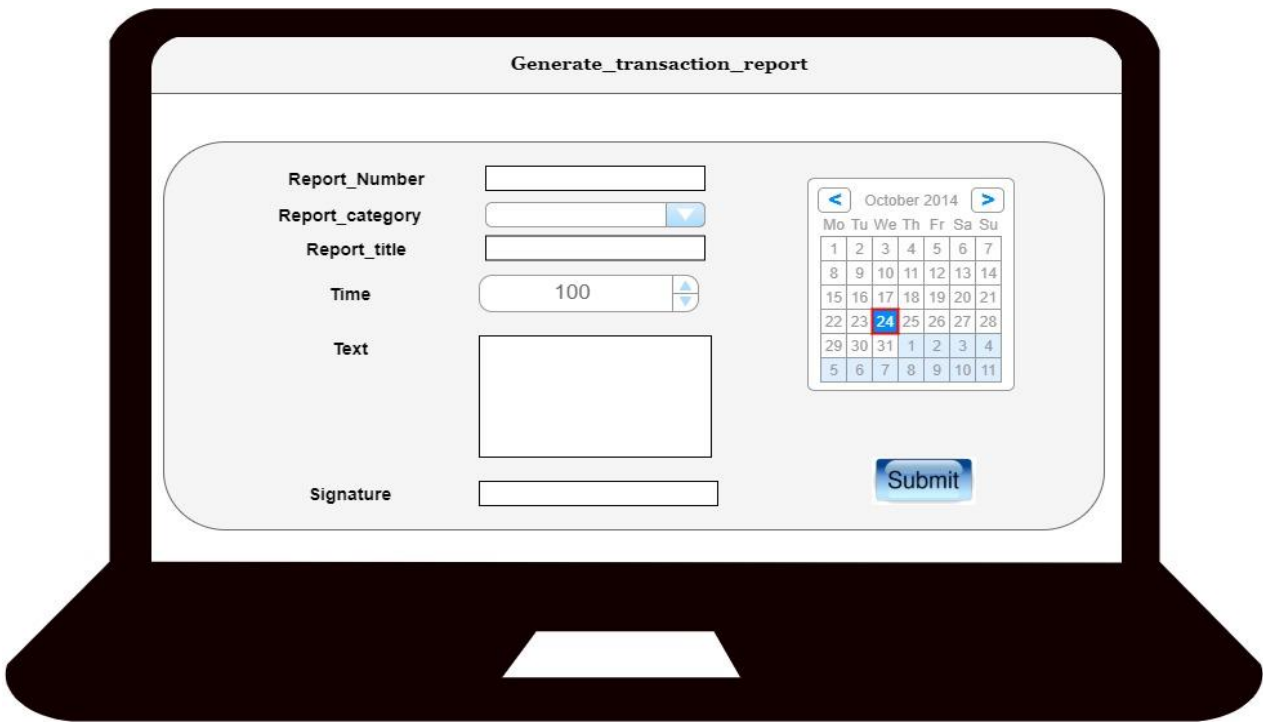 Generate_transaction_report
Report_Number
Report_category
Report_title
Time 100
Text
Signature
< October 2014 >
Mo Tu We Th Fr Sa Su
1 2 3 4 5 6 7
8 9 10 11 12 13 14
15 16 17 18 19 20 21
22 23 24 25 26 27 28
29 30 31 1 2 3 4
5 6 7 8 9 10 11
Submit